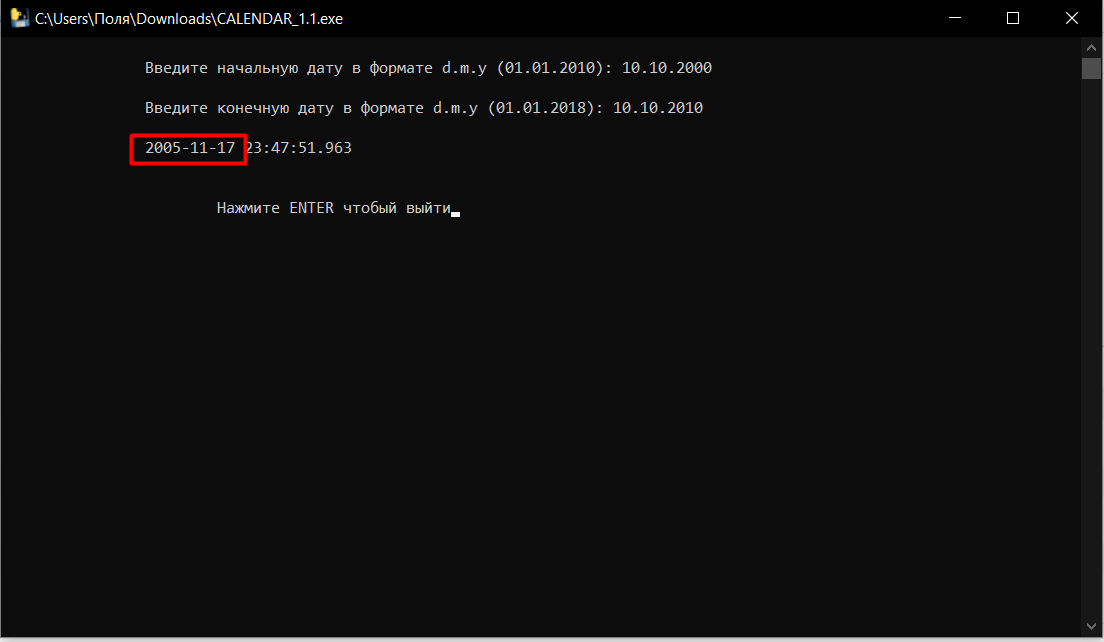 C:\Users\Поля\Downloads\CALENDAR_1.1.exe
Введите начальную дату в формате d.m.y (01.01.2010): 10.10.2000
Введите конечную дату в формате d.m.y (01.01.2018): 10.10.2010
2005-11-17 23:47:51.963
Нажмите ENTER чтобый выйти